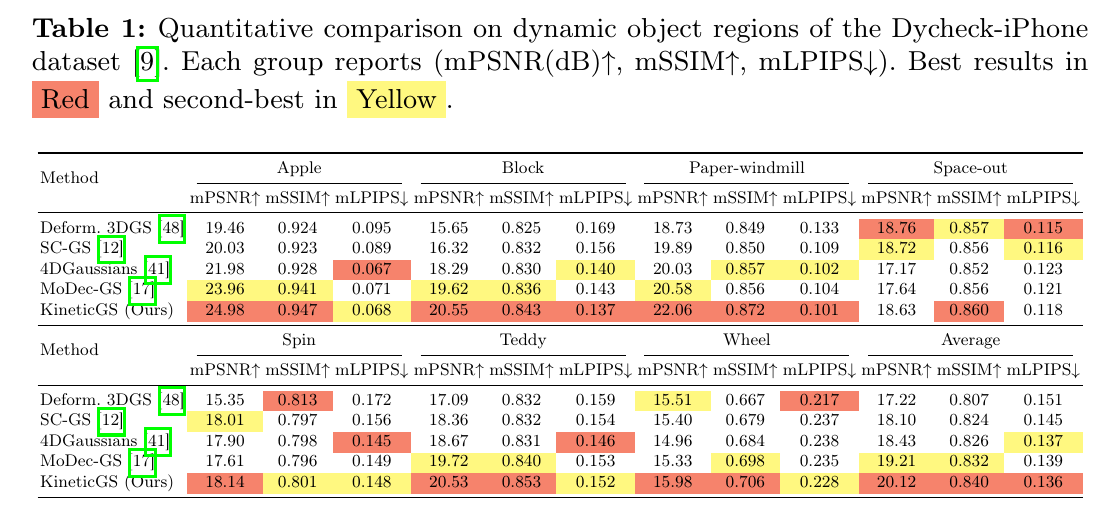 Table 1: Quantitative comparison on dynamic object regions of the Dycheck-iPhone
dataset [9]. Each group reports (mPSNR(dB)↑, mSSIM↑, mLPIPS↓). Best results in
Red and second-best in Yellow.
Method Apple Block Paper-windmill Space-out
mPSNR↑ mSSIM↑ mLPIPS↓ mPSNR↑ mSSIM↑ mLPIPS↓ mPSNR↑ mSSIM↑ mLPIPS↓ mPSNR↑ mSSIM↑ mLPIPS↓
Deform. 3DGS [48] 19.46 0.924 0.095 15.65 0.825 0.169 18.73 0.849 0.133 18.76 0.857 0.115
SC-GS [12] 20.03 0.923 0.089 16.32 0.832 0.156 19.89 0.850 0.109 18.72 0.856 0.116
4DGaussians [41] 21.98 0.928 0.067 18.29 0.830 0.140 20.03 0.857 0.102 17.17 0.852 0.123
MoDec-GS [17] 23.96 0.941 0.071 19.62 0.836 0.143 20.58 0.856 0.104 17.64 0.856 0.121
KineticGS (Ours) 24.98 0.947 0.068 20.55 0.843 0.137 22.06 0.872 0.101 18.63 0.860 0.118
Method Spin Teddy Wheel Average
mPSNR↑ mSSIM↑ mLPIPS↓ mPSNR↑ mSSIM↑ mLPIPS↓ mPSNR↑ mSSIM↑ mLPIPS↓ mPSNR↑ mSSIM↑ mLPIPS↓
Deform. 3DGS [48] 15.35 0.813 0.172 17.09 0.832 0.159 15.51 0.667 0.217 17.22 0.807 0.151
SC-GS [12] 18.01 0.797 0.156 18.36 0.832 0.154 15.40 0.679 0.237 18.10 0.824 0.145
4DGaussians [41] 17.90 0.798 0.145 18.67 0.831 0.146 14.96 0.684 0.238 18.43 0.826 0.137
MoDec-GS [17] 17.61 0.796 0.149 19.72 0.840 0.153 15.33 0.698 0.235 19.21 0.832 0.139
KineticGS (Ours) 18.14 0.801 0.148 20.53 0.853 0.152 15.98 0.706 0.228 20.12 0.840 0.136